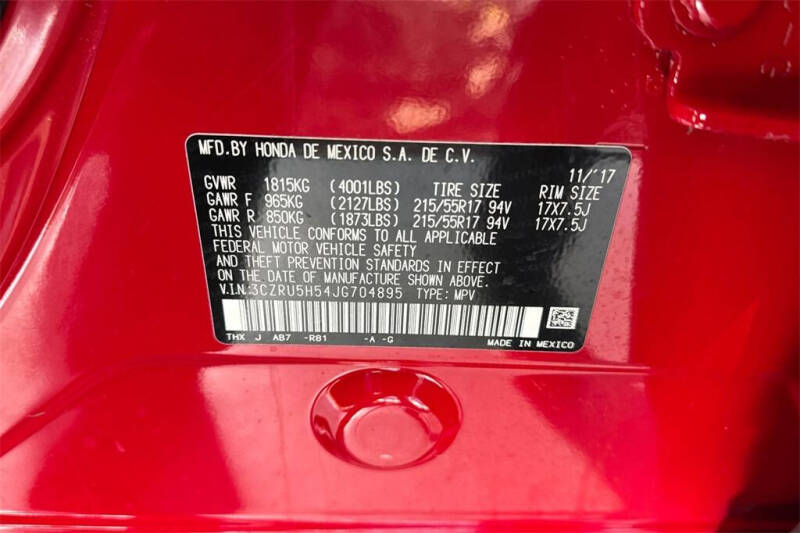 MFD.BY HONDA DE MEXICO S.A. DE C.V.
11/'17
GVWR 1815KG (4001LBS) TIRE SIZE RIM SIZE
GAWR F 965KG (2127LBS) 215/55R17 94V 17X7.5J
GAWR R 850KG (1873LBS) 215/55R17 94V 17X7.5J
THIS VEHICLE CONFORMS TO ALL APPLICABLE
FEDERAL MOTOR VEHICLE SAFETY
AND THEFT PREVENTION STANDARDS IN EFFECT
ON THE DATE OF MANUFACTURE SHOWN ABOVE.
V.I.N:3CZRU5H54JG704895 TYPE: MPV
THX J AB7 -R81 -A -G MADE IN MEXICO